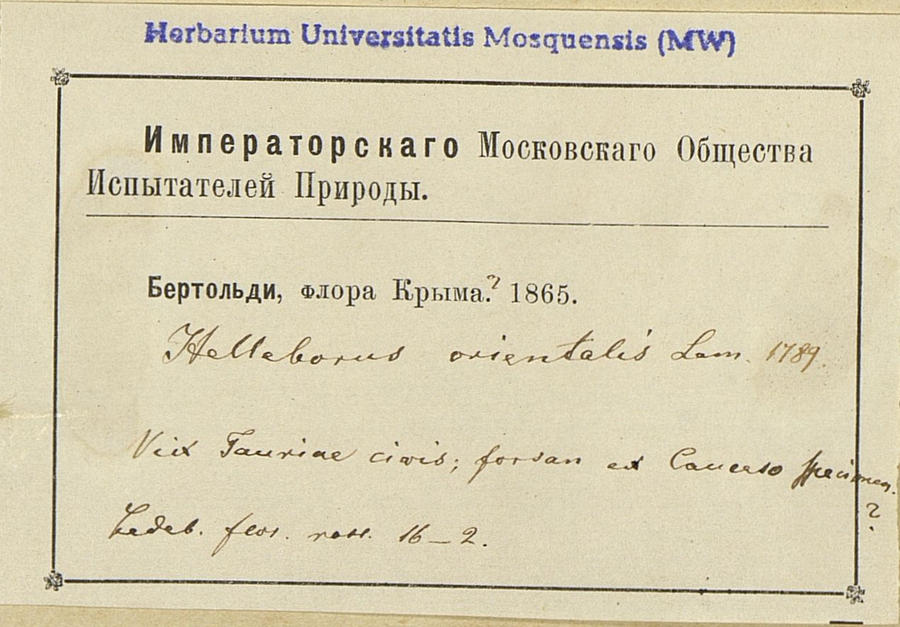 Herbarium Universitatis Mosquensis (MW)
Императорскаго Московскаго Общества
Испытателей Природы.
Бертольди, флора Крыма.? 1865.
Helleborus orientalis Lam. 1789.
Vix Tauriae civis; forsan ex Caucaso specimen.
?
Ledeb. flor. ross. 16–2.